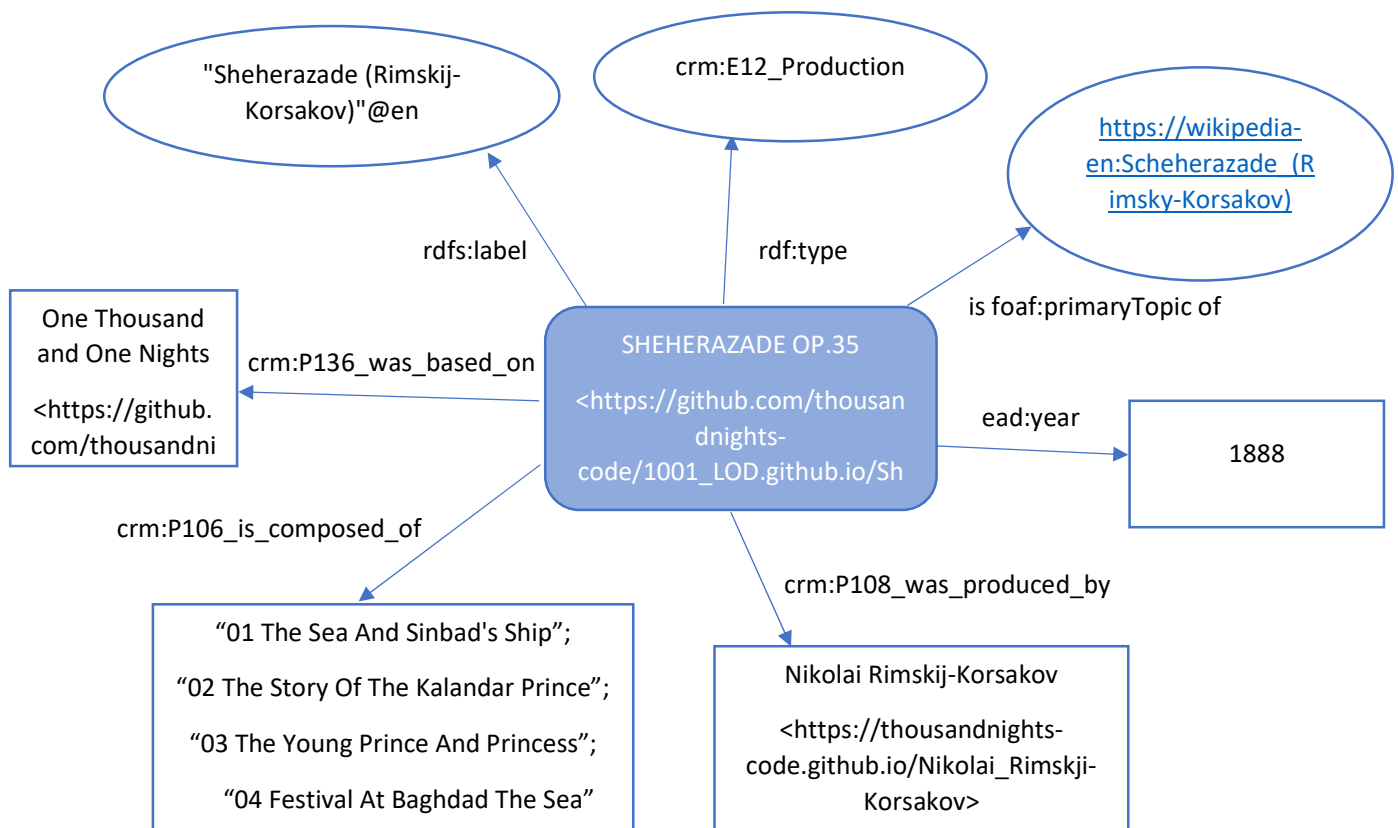 "Sheherazade (Rimskij-
Korsakov)"@en
crm:E12_Production
https://wikipedia-
en:Scheherazade_(R
imsky-Korsakov)
rdfs:label
rdf:type
is foaf:primaryTopic of
One Thousand
and One Nights
<https://github.
com/thousandni
crm:P136_was_based_on
SHEHERAZADE OP.35
<https://github.com/thousan
dnights-
code/1001_LOD.github.io/Sh
ead:year
1888
crm:P106_is_composed_of
crm:P108_was_produced_by
“01 The Sea And Sinbad's Ship”;
“02 The Story Of The Kalandar Prince”;
“03 The Young Prince And Princess”;
“04 Festival At Baghdad The Sea”
Nikolai Rimskij-Korsakov
<https://thousandnights-
code.github.io/Nikolai_Rimskji-
Korsakov>